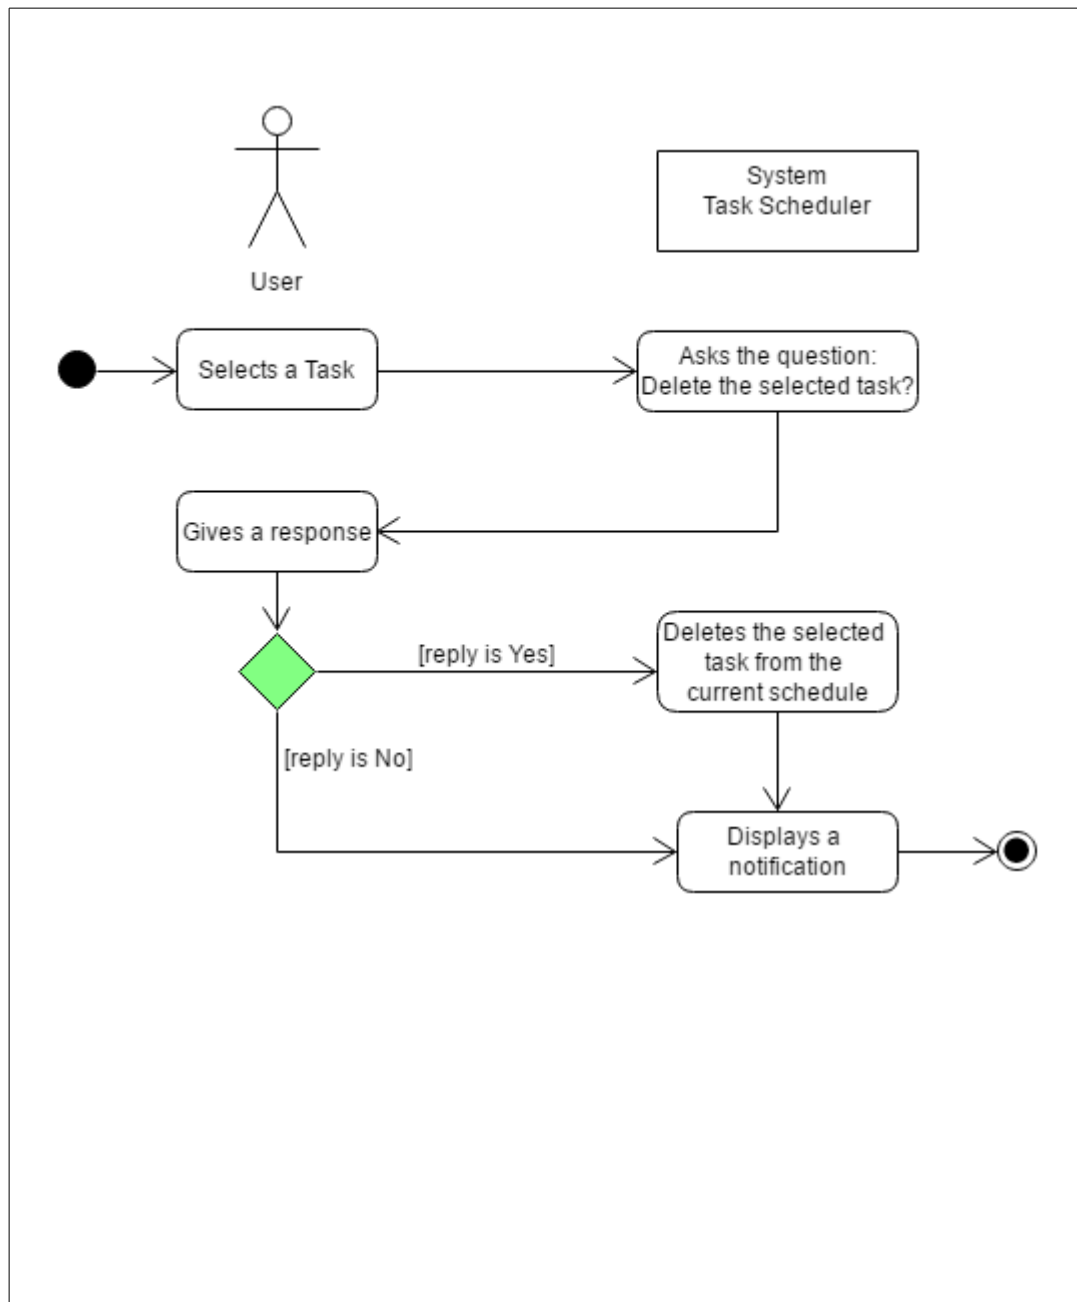 System
Task Scheduler
User
Selects a Task
Asks the question:
Delete the selected task?
Gives a response
[reply is Yes]
Deletes the selected
task from the
current schedule
[reply is No]
Displays a
notification